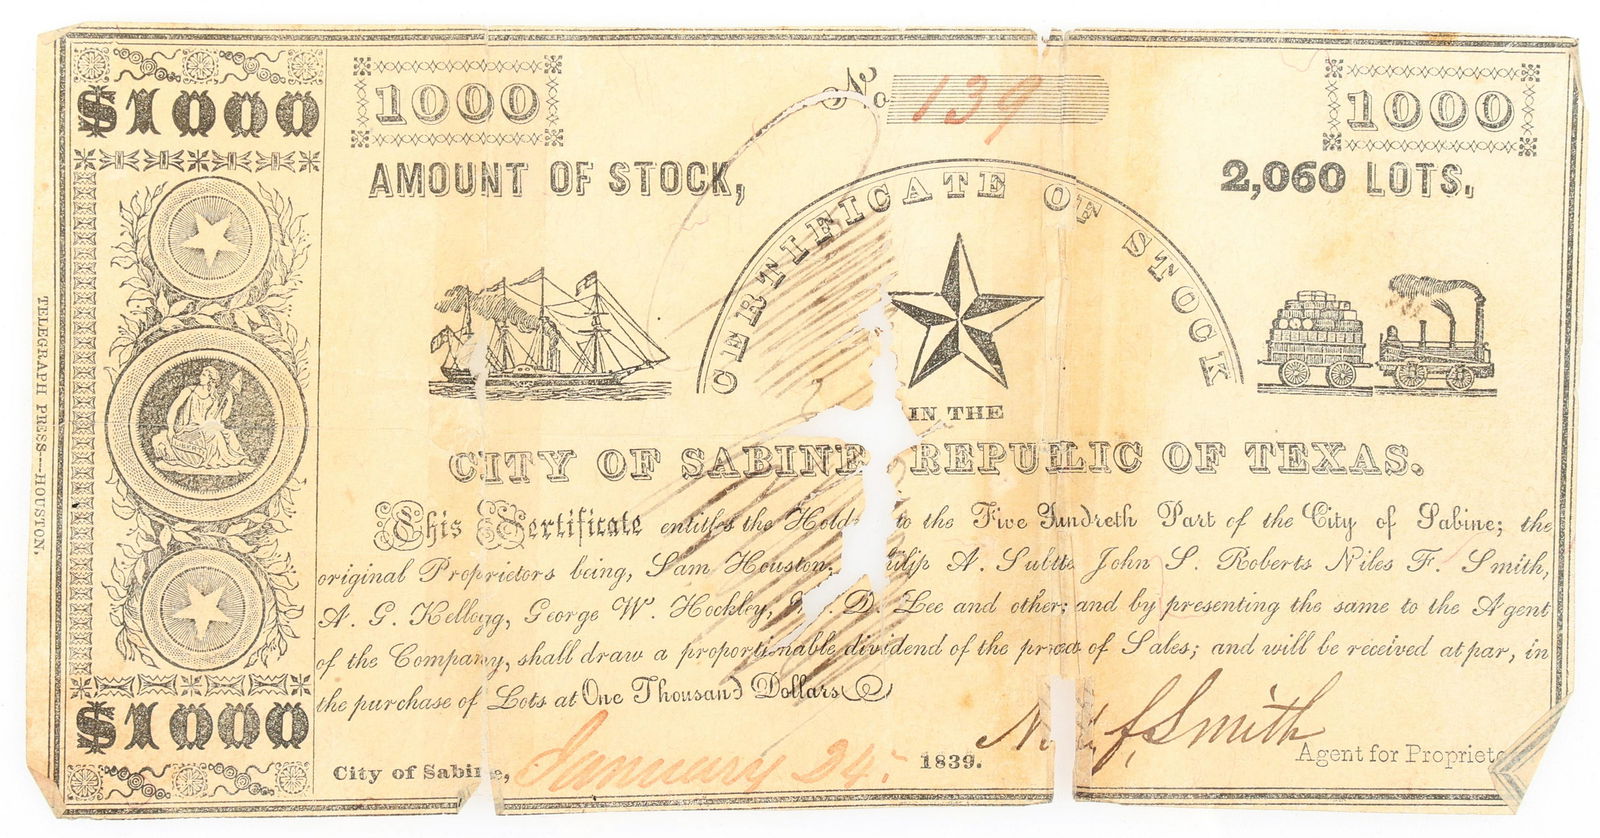 $1000
1000
No 139
1000
AMOUNT OF STOCK,
2,060 LOTS.
CERTIFICATE OF STOCK
IN THE
CITY OF SABINE REPUBLIC OF TEXAS.
This Certificate entitles the Hold to the Five Hundreth Part of the City of Sabine; the
original Proprietors being, Sam Houston, ilip A. Sublte John S. Roberts Niles F. Smith,
A. G. Kellogg, George W. Hockley, D. Lee and other; and by presenting the same to the Agent
of the Company, shall draw a proportionable dividend of the proceeds of Sales; and will be received at par, in
the purchase of Lots at One Thousand Dollars
$1000
City of Sabine, January 24. 1839.
N F. Smith
Agent for Propriet
TELEGRAPH PRESS—HOUSTON.